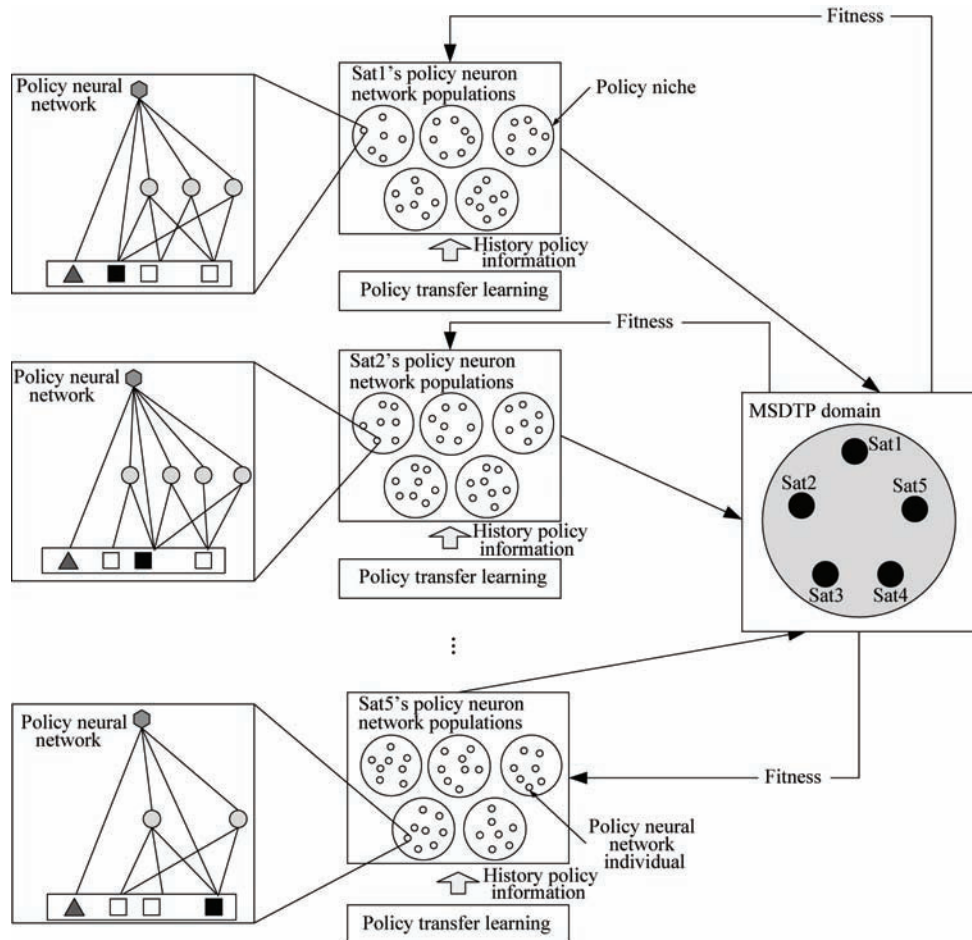 Fitness
Policy neural
network
Sat1's policy neuron
network populations
Policy niche
History policy
information
Policy transfer learning
Fitness
Policy neural
network
Sat2's policy neuron
network populations
MSDTP domain
Sat1
Sat2
Sat5
Sat3
Sat4
History policy
information
Policy transfer learning
...
Policy neural
network
Sat5's policy neuron
network populations
Fitness
Policy neural
network
individual
History policy
information
Policy transfer learning